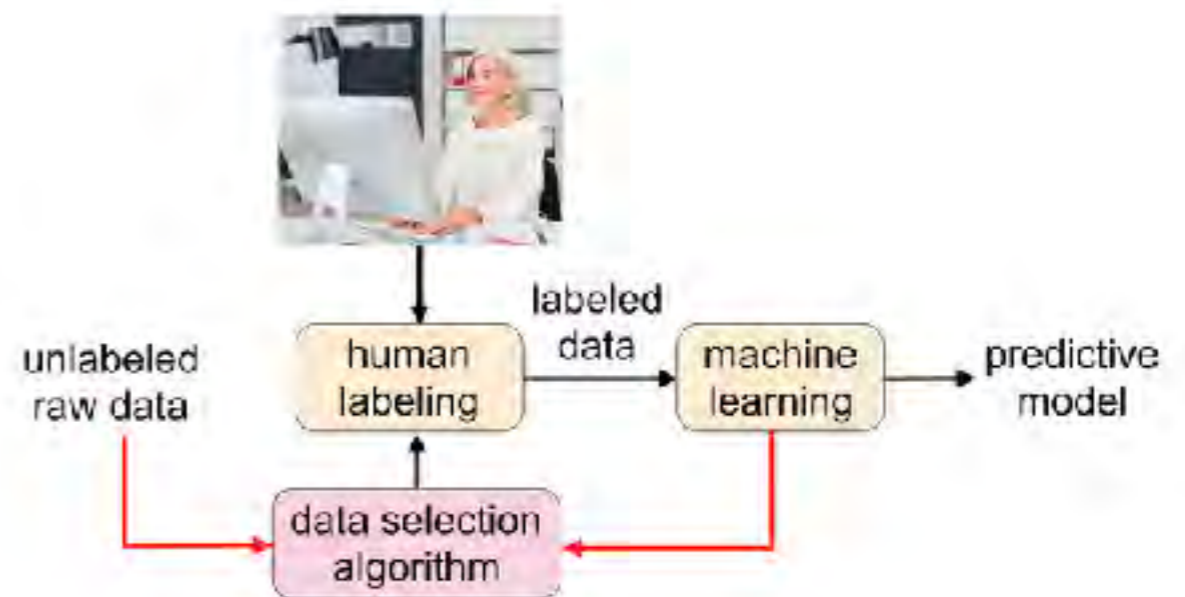 unlabeled
raw data
human
labeling
labeled
data
machine
learning
predictive
model
data selection
algorithm